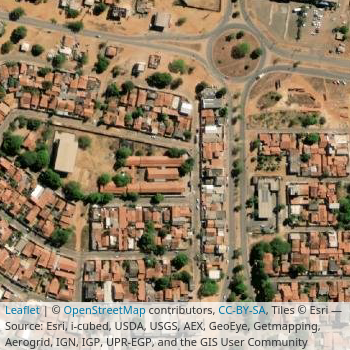 Leaflet | © OpenStreetMap contributors, CC-BY-SA, Tiles © Esri —
Source: Esri, i-cubed, USDA, USGS, AEX, GeoEye, Getmapping,
Aerogrid, IGN, IGP, UPR-EGP, and the GIS User Community